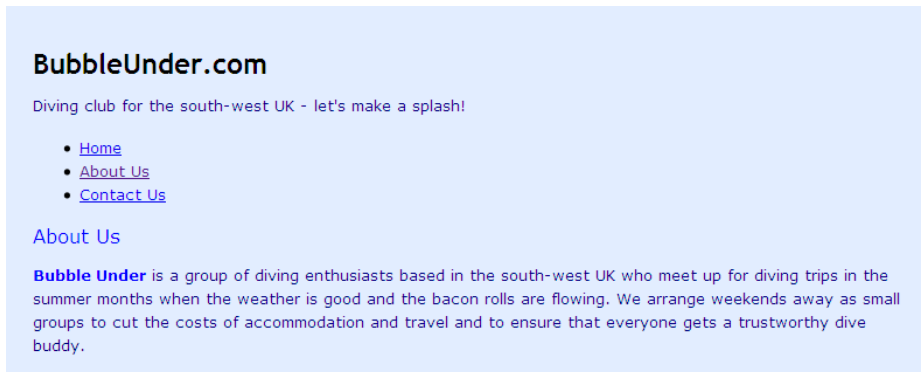 BubbleUnder.com
Diving club for the south-west UK - let's make a splash!
Home
About Us
Contact Us
About Us
Bubble Under is a group of diving enthusiasts based in the south-west UK who meet up for diving trips in the
summer months when the weather is good and the bacon rolls are flowing. We arrange weekends away as small
groups to cut the costs of accommodation and travel and to ensure that everyone gets a trustworthy dive
buddy.